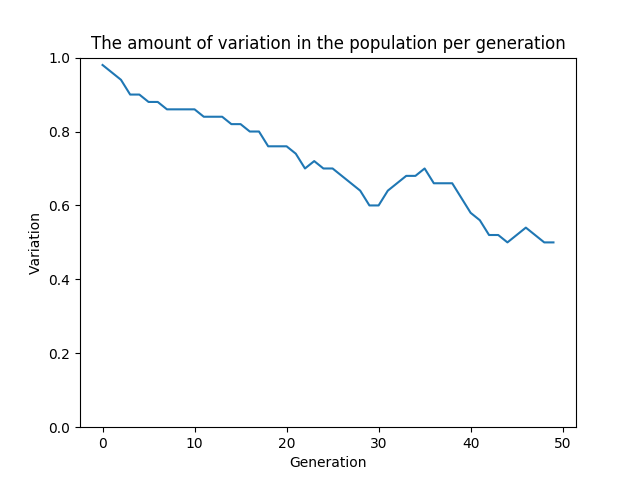 The amount of variation in the population per generation
1.0
0.8
0.6
0.4
0.2
0.0
Variation
0 10 20 30 40 50
Generation